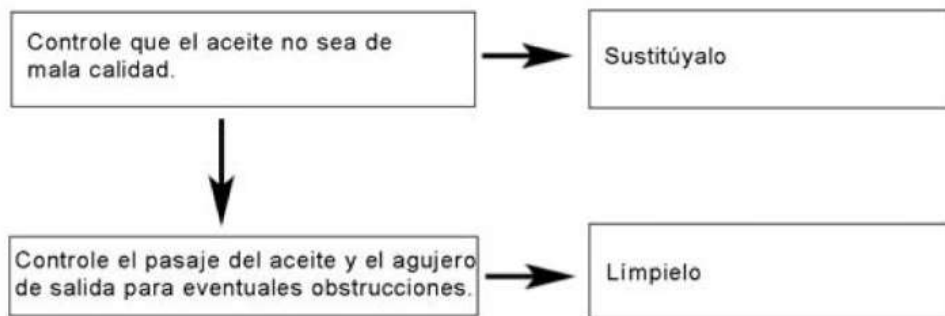 Controle que el aceite no sea de
mala calidad.
Sustitúyalo
Controle el pasaje del aceite y el agujero
de salida para eventuales obstrucciones.
Límpielo